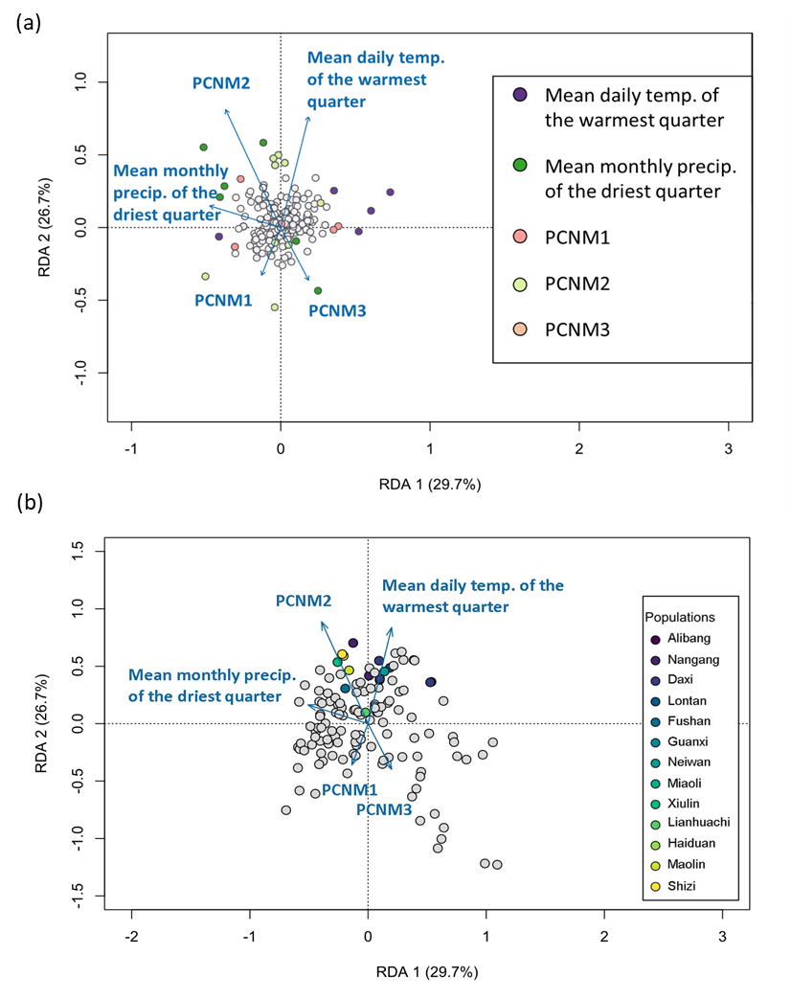 (a)
Mean daily temp.
of the warmest
quarter
PCNM2
Mean monthly
precip. of the
driest quarter
PCNM1
PCNM3
Mean daily temp. of
the warmest quarter
Mean monthly precip.
of the driest quarter
PCNM1
PCNM2
PCNM3
RDA 2 (26.7%)
1.0
0.5
0.0
-0.5
-1.0
-1
0
1
2
3
RDA 1 (29.7%)
(b)
PCNM2
Mean daily temp. of the
warmest quarter
Mean monthly precip.
of the driest quarter
PCNM1
PCNM3
Populations
Alibang
Nangang
Daxi
Lontan
Fushan
Guanxi
Neiwan
Miaoli
Xiulin
Lianhuachi
Haiduan
Maolin
Shizi
RDA 2 (26.7%)
1.5
1.0
0.5
0.0
-0.5
-1.0
-1.5
-2
-1
0
1
2
3
RDA 1 (29.7%)